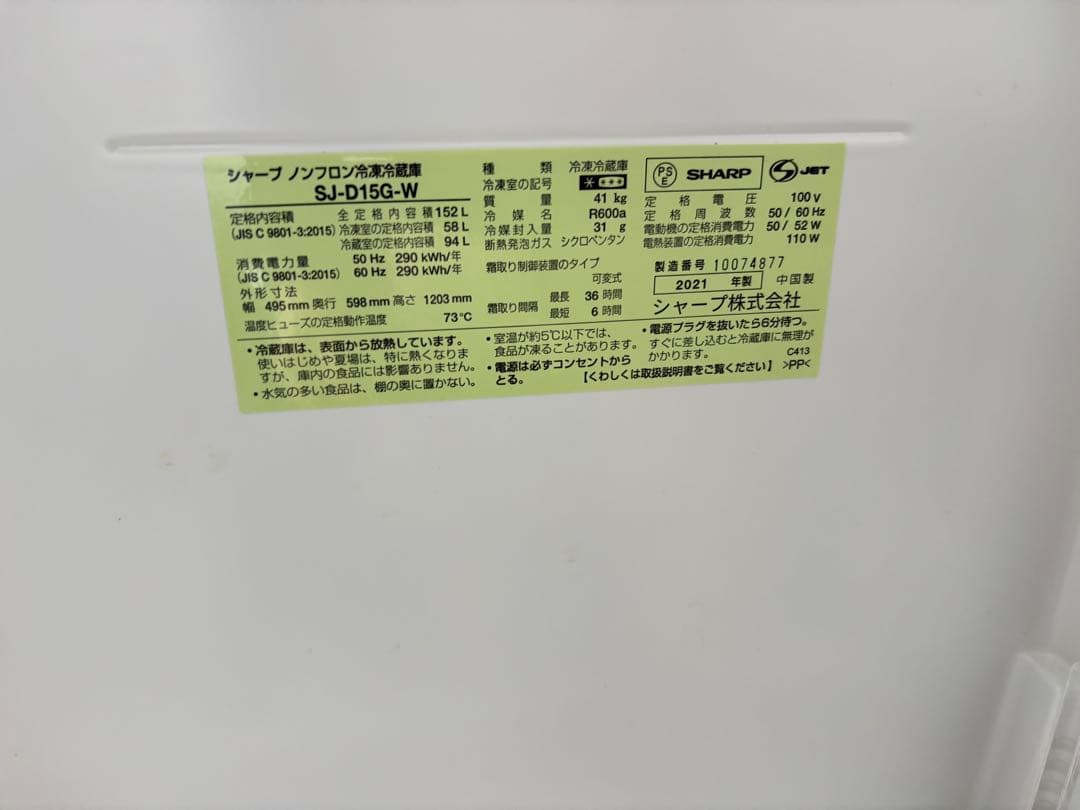 シャープ ノンフロン冷凍冷蔵庫
SJ-D15G-W
定格内容積 全定格内容積 152 L
(JIS C 9801-3:2015) 冷凍室の定格内容積 58 L
冷蔵室の定格内容積 94 L
消費電力量 50 Hz 290 kWh/年
(JIS C 9801-3:2015) 60 Hz 290 kWh/年
外形寸法
幅 495 mm 奥行 598 mm 高さ 1203 mm
温度ヒューズの定格動作温度 73 ℃
種類 冷凍冷蔵庫
冷凍室の記号
質量 41 kg
冷媒名 R600a
冷媒封入量 31 g
断熱発泡ガス シクロペンタン
霜取り制御装置のタイプ
可変式
霜取り間隔 最長 36 時間
最短 6 時間
PSE SHARP JET
定格電圧 100 V
定格周波数 50 / 60 Hz
電動機の定格消費電力 50 / 52 W
電熱装置の定格消費電力 110 W
製造番号 10074877
2021 年製 中国製
シャープ株式会社
・冷蔵庫は、表面から放熱しています。
使いはじめや夏場は、特に熱くなりま
すが、庫内の食品には影響ありません。
・水気の多い食品は、棚の奥に置かない。
・室温が約5℃以下では、
食品が凍ることがあります。
・電源は必ずコンセントから
とる。
・電源プラグを抜いたら6分待つ。
すぐに差し込むと冷蔵庫に無理が
かかります。 C413
【くわしくは取扱説明書をご覧ください】 >PP<